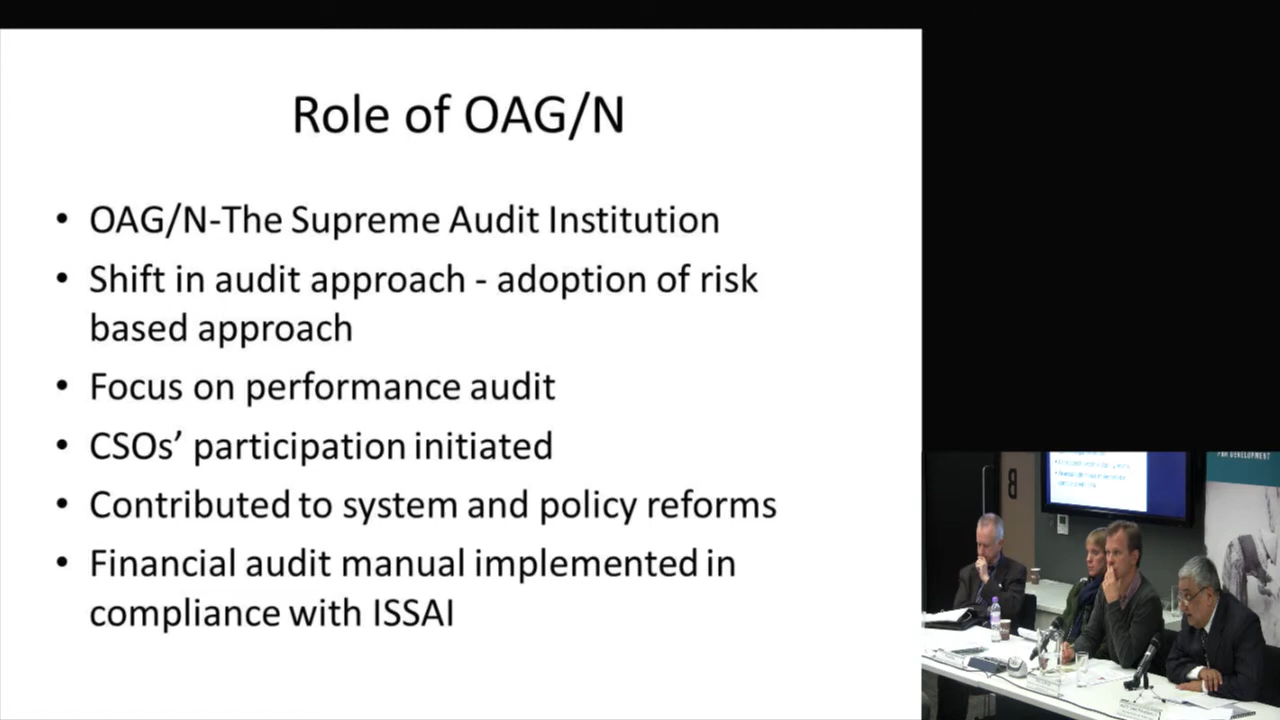 Role of OAG/N
• OAG/N-The Supreme Audit Institution
• Shift in audit approach - adoption of risk
based approach
• Focus on performance audit
• CSOs’ participation initiated
• Contributed to system and policy reforms
• Financial audit manual implemented in
compliance with ISSAI
FOR DEVELOPMENT
B